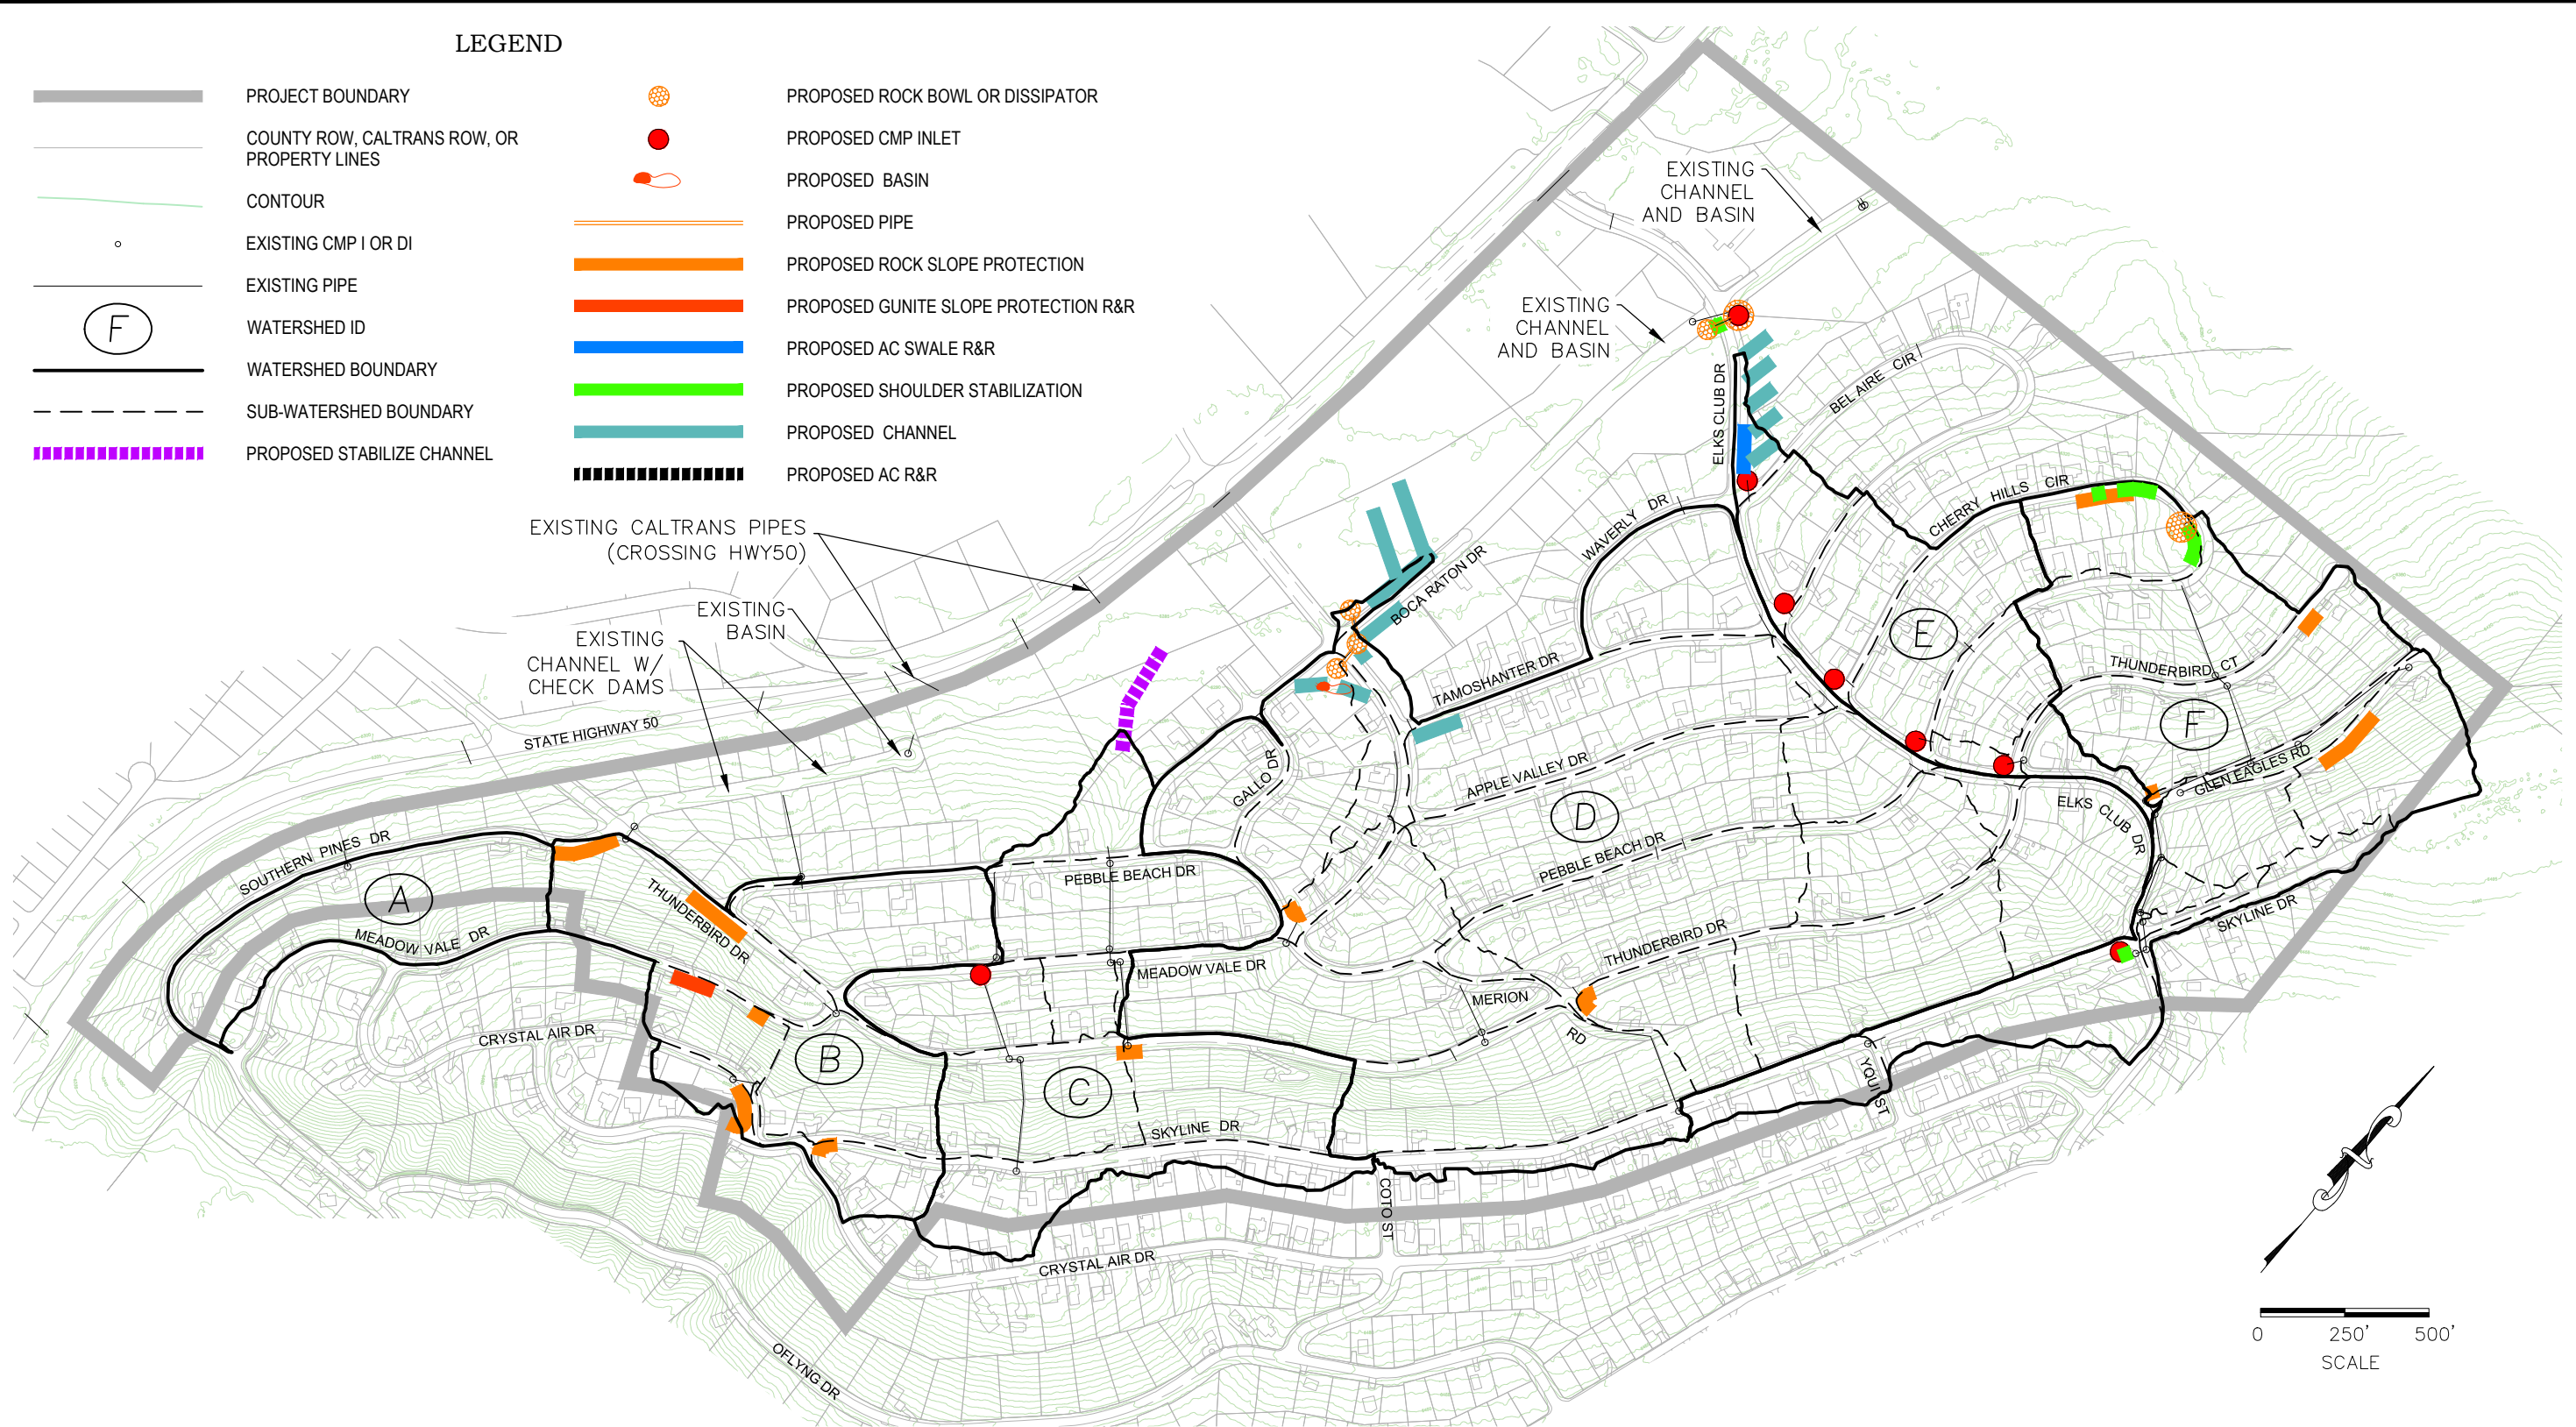 LEGEND
PROJECT BOUNDARY
COUNTY ROW, CALTRANS ROW, OR
PROPERTY LINES
CONTOUR
EXISTING CMP I OR DI
EXISTING PIPE
F
WATERSHED ID
WATERSHED BOUNDARY
SUB-WATERSHED BOUNDARY
PROPOSED STABILIZE CHANNEL
PROPOSED ROCK BOWL OR DISSIPATOR
PROPOSED CMP INLET
PROPOSED BASIN
PROPOSED PIPE
PROPOSED ROCK SLOPE PROTECTION
PROPOSED GUNITE SLOPE PROTECTION R&R
PROPOSED AC SWALE R&R
PROPOSED SHOULDER STABILIZATION
PROPOSED CHANNEL
PROPOSED AC R&R
EXISTING
CHANNEL
AND BASIN
EXISTING
CHANNEL
AND BASIN
EXISTING CALTRANS PIPES
(CROSSING HWY50)
EXISTING
BASIN
EXISTING
CHANNEL W/
CHECK DAMS
STATE HIGHWAY 50
ELKS CLUB DR
BEL AIRE CIR
CHERRY HILLS CIR
WAVERLY DR
BOCA RATON DR
TAMOSHANTER DR
E
THUNDERBIRD CT
F
GLEN EAGLES RD
GALLO DR
APPLE VALLEY DR
D
ELKS CLUB DR
PEBBLE BEACH DR
PEBBLE BEACH DR
SOUTHERN PINES DR
A
MEADOW VALE DR
THUNDERBIRD DR
THUNDERBIRD DR
SKYLINE DR
MEADOW VALE DR
MERION
RD
CRYSTAL AIR DR
B
C
YQUI ST
SKYLINE DR
COTO ST
CRYSTAL AIR DR
OFLYNG DR
0 250' 500'
SCALE